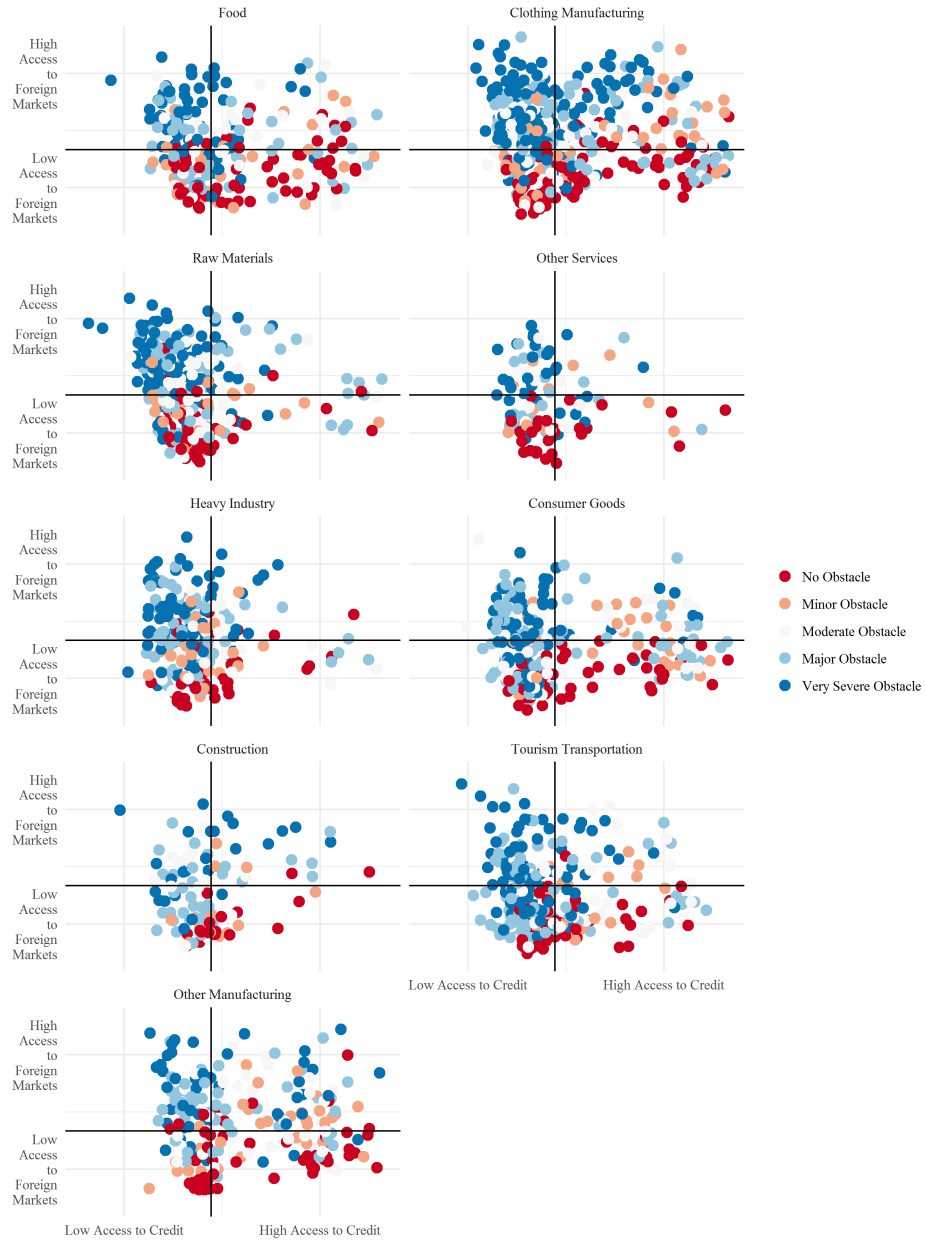 Food
Clothing Manufacturing
High
Access
to
Foreign
Markets
Low
Access
to
Foreign
Markets
Raw Materials
Other Services
High
Access
to
Foreign
Markets
Low
Access
to
Foreign
Markets
Heavy Industry
Consumer Goods
High
Access
to
Foreign
Markets
Low
Access
to
Foreign
Markets
No Obstacle
Minor Obstacle
Moderate Obstacle
Major Obstacle
Very Severe Obstacle
Construction
Tourism Transportation
High
Access
to
Foreign
Markets
Low
Access
to
Foreign
Markets
Low Access to Credit
High Access to Credit
Other Manufacturing
High
Access
to
Foreign
Markets
Low
Access
to
Foreign
Markets
Low Access to Credit
High Access to Credit